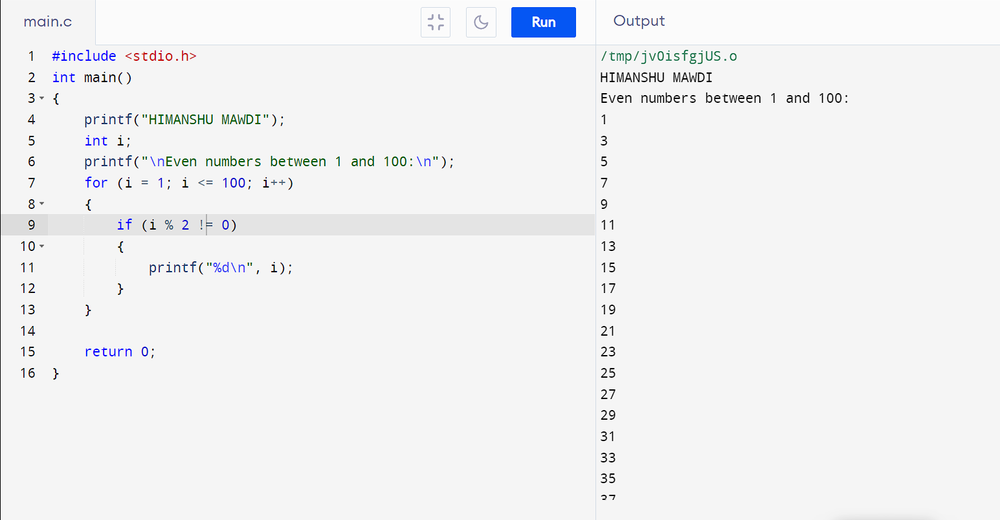 main.c
Run
Output
1 #include <stdio.h>
2 int main()
3 {
4     printf("HIMANSHU MAWDI");
5     int i;
6     printf("\nEven numbers between 1 and 100:\n");
7     for (i = 1; i <= 100; i++)
8     {
9         if (i % 2 != 0)
10         {
11             printf("%d\n", i);
12         }
13     }
14
15     return 0;
16 }
/tmp/jvOisfgjUS.o
HIMANSHU MAWDI
Even numbers between 1 and 100:
1
3
5
7
9
11
13
15
17
19
21
23
25
27
29
31
33
35
37